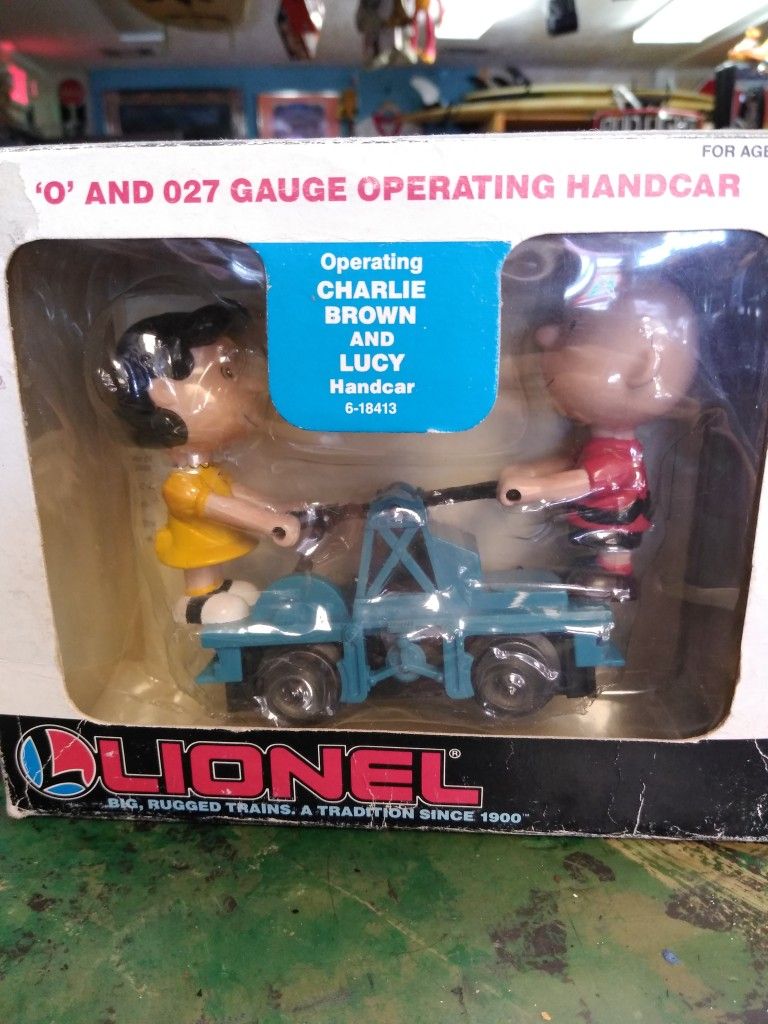 FOR AGE
'O' AND 027 GAUGE OPERATING HANDCAR
Operating
CHARLIE
BROWN
AND
LUCY
Handcar
6-18413
LIONEL®
BIG, RUGGED TRAINS. A TRADITION SINCE 1900™